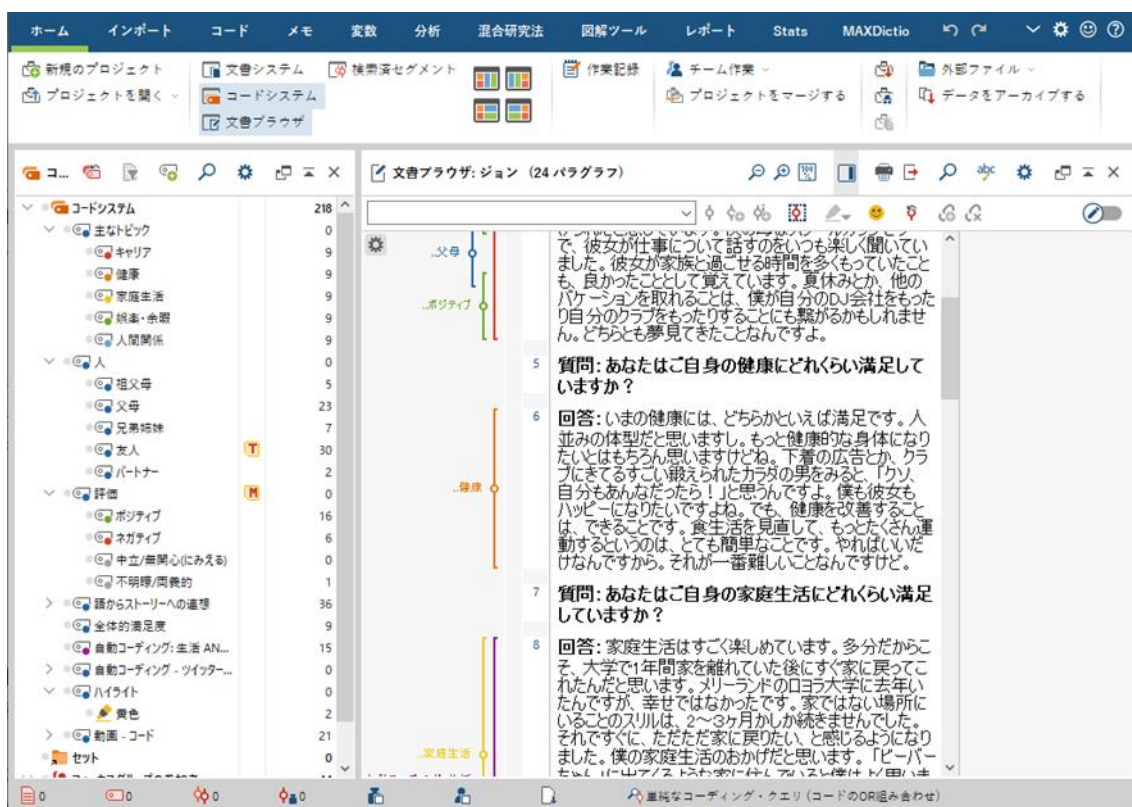 ホーム インポート コード メモ 変数 分析 混合研究法 図解ツール レポート Stats MAXDictio
新規のプロジェクト
プロジェクトを開く
文書システム
コードシステム
文書ブラウザ
検索済セグメント
作業記録
チーム作業
プロジェクトをマージする
外部ファイル
データをアーカイブする
コ...
コードシステム 218
主なトピック 0
キャリア 9
健康 9
家庭生活 9
娯楽・余暇 9
人間関係 9
人 0
祖父母 5
父母 23
兄弟姉妹 7
友人 T 30
パートナー 2
評価 M 0
ポジティブ 16
ネガティブ 6
中立/無関心(にみえる) 0
不明瞭/両義的 1
語からストーリーへの連想 36
全体的満足度 9
自動コーディング: 生活 AN... 15
自動コーディング - ツイッター... 0
ハイライト 0
黄色 2
動画 - コード 21
セット 0
文書ブラウザ: ジョン (24 パラグラフ)
100%
abc
..父母
..ポジティブ
..健康
..家庭生活
で、彼女が仕事について話すのをいつも楽しく聞いてい
ました。彼女が家族と過ごせる時間を多くもっていたこと
も、良かったこととして覚えています。夏休みとか、他の
バケーションを取れることは、僕が自分のDJ会社をもった
り自分のクラブをもったりすることにも繋がるかもしれませ
ん。どちらとも夢見てきたことなんですよ。
5 質問: あなたはご自身の健康にどれくらい満足して
いますか？
6 回答: いまの健康には、どちらかといえば満足です。人
並みの体型だと思いますし。もっと健康的な身体になり
たいとはもちろん思いますけどね。下着の広告とか、クラ
ブにきてるすごい鍛えられたカラダの男をみると、「クソ、
自分もあんなだったら！」と思うんですよ。僕も彼女も
ハッピーになりたいですよね。でも、健康を改善すること
は、できることです。食生活を見直して、もっとたくさん運
動するというのは、とても簡単なことです。やればいいだ
けなんですから。それが一番難しいことなんですけど。
7 質問: あなたはご自身の家庭生活にどれくらい満足
していますか？
8 回答: 家庭生活はすごく楽しめています。多分だからこ
そ、大学で1年間家を離れていた後にすぐ家に戻ってこ
れたんだと思います。メリーランドのロヨラ大学に去年い
たんですが、幸せではなかったです。家ではない場所に
いることのスリルは、2～3ヶ月かしか続きませんでした。
それですぐに、ただただ家に戻りたい、と感じるようになり
ました。僕の家庭生活のおかげだと思います。「ビーバー
0 0 0 0 単純なコーディング・クエリ (コードのOR組み合わせ)